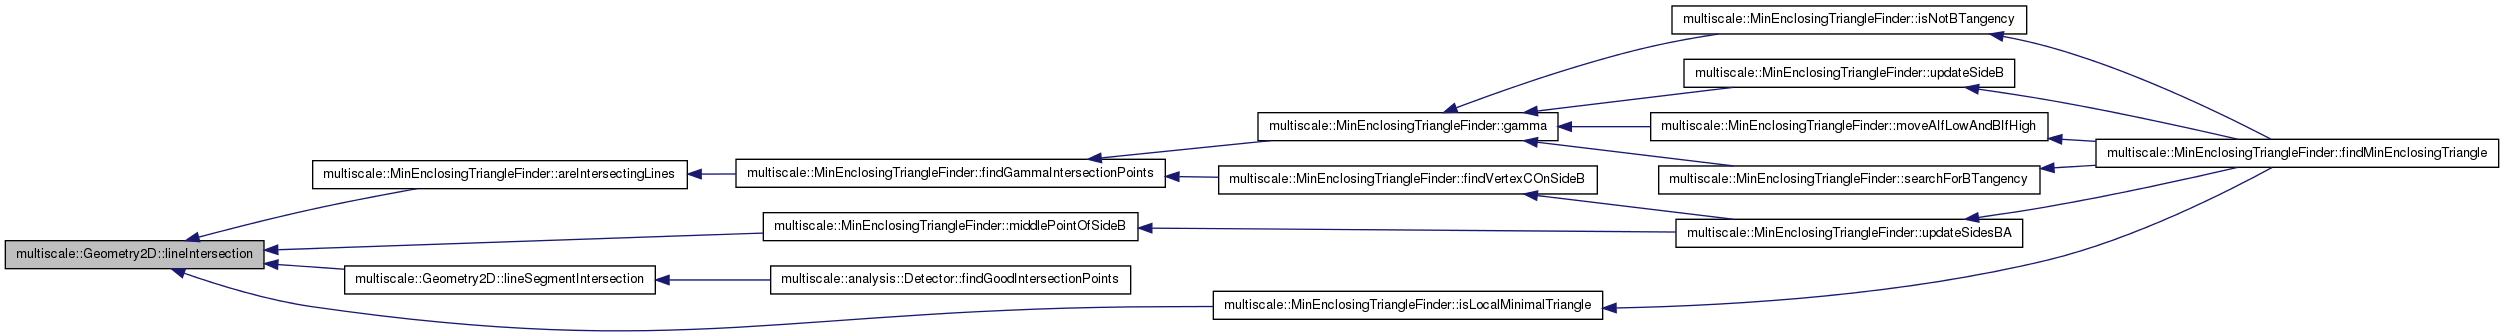 multiscale::MinEnclosingTriangleFinder::isNotBTangency
multiscale::MinEnclosingTriangleFinder::updateSideB
multiscale::MinEnclosingTriangleFinder::gamma
multiscale::MinEnclosingTriangleFinder::moveAIfLowAndBIfHigh
multiscale::MinEnclosingTriangleFinder::findMinEnclosingTriangle
multiscale::MinEnclosingTriangleFinder::areIntersectingLines
multiscale::MinEnclosingTriangleFinder::findGammaIntersectionPoints
multiscale::MinEnclosingTriangleFinder::findVertexCOnSideB
multiscale::MinEnclosingTriangleFinder::searchForBTangency
multiscale::MinEnclosingTriangleFinder::middlePointOfSideB
multiscale::MinEnclosingTriangleFinder::updateSidesBA
multiscale::Geometry2D::lineIntersection
multiscale::Geometry2D::lineSegmentIntersection
multiscale::analysis::Detector::findGoodIntersectionPoints
multiscale::MinEnclosingTriangleFinder::isLocalMinimalTriangle